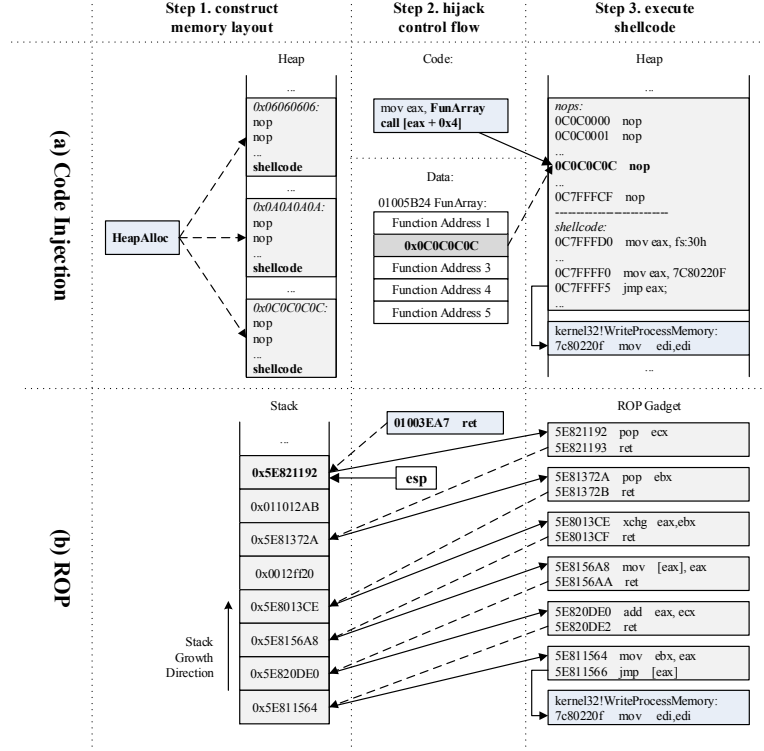 Step 1. construct
memory layout
Step 2. hijack
control flow
Step 3. execute
shellcode
(a) Code Injection
HeapAlloc
Heap
...
0x06060606:
nop
nop
...
shellcode
...
0x0A0A0A0A:
nop
nop
...
shellcode
...
0x0C0C0C0C:
nop
nop
...
shellcode
Code:
mov eax, FunArray
call [eax + 0x4]
Data:
01005B24 FunArray:
Function Address 1
0x0C0C0C0C
Function Address 3
Function Address 4
Function Address 5
Heap
...
nops:
0C0C0000 nop
0C0C0001 nop
...
0C0C0C0C nop
...
0C7FFFCF nop
--------------------------
shellcode:
0C7FFFD0 mov eax, fs:30h
...
0C7FFFF0 mov eax, 7C80220F
0C7FFFF5 jmp eax;
...
kernel32!WriteProcessMemory:
7c80220f mov edi,edi
...
(b) ROP
Stack
...
0x5E821192
0x011012AB
0x5E81372A
0x0012ff20
0x5E8013CE
0x5E8156A8
0x5E820DE0
0x5E811564
Stack
Growth
Direction
01003EA7 ret
esp
ROP Gadget
5E821192 pop ecx
5E821193 ret
5E81372A pop ebx
5E81372B ret
5E8013CE xchg eax,ebx
5E8013CF ret
5E8156A8 mov [eax], eax
5E8156AA ret
5E820DE0 add eax, ecx
5E820DE2 ret
5E811564 mov ebx, eax
5E811566 jmp [eax]
kernel32!WriteProcessMemory:
7c80220f mov edi,edi